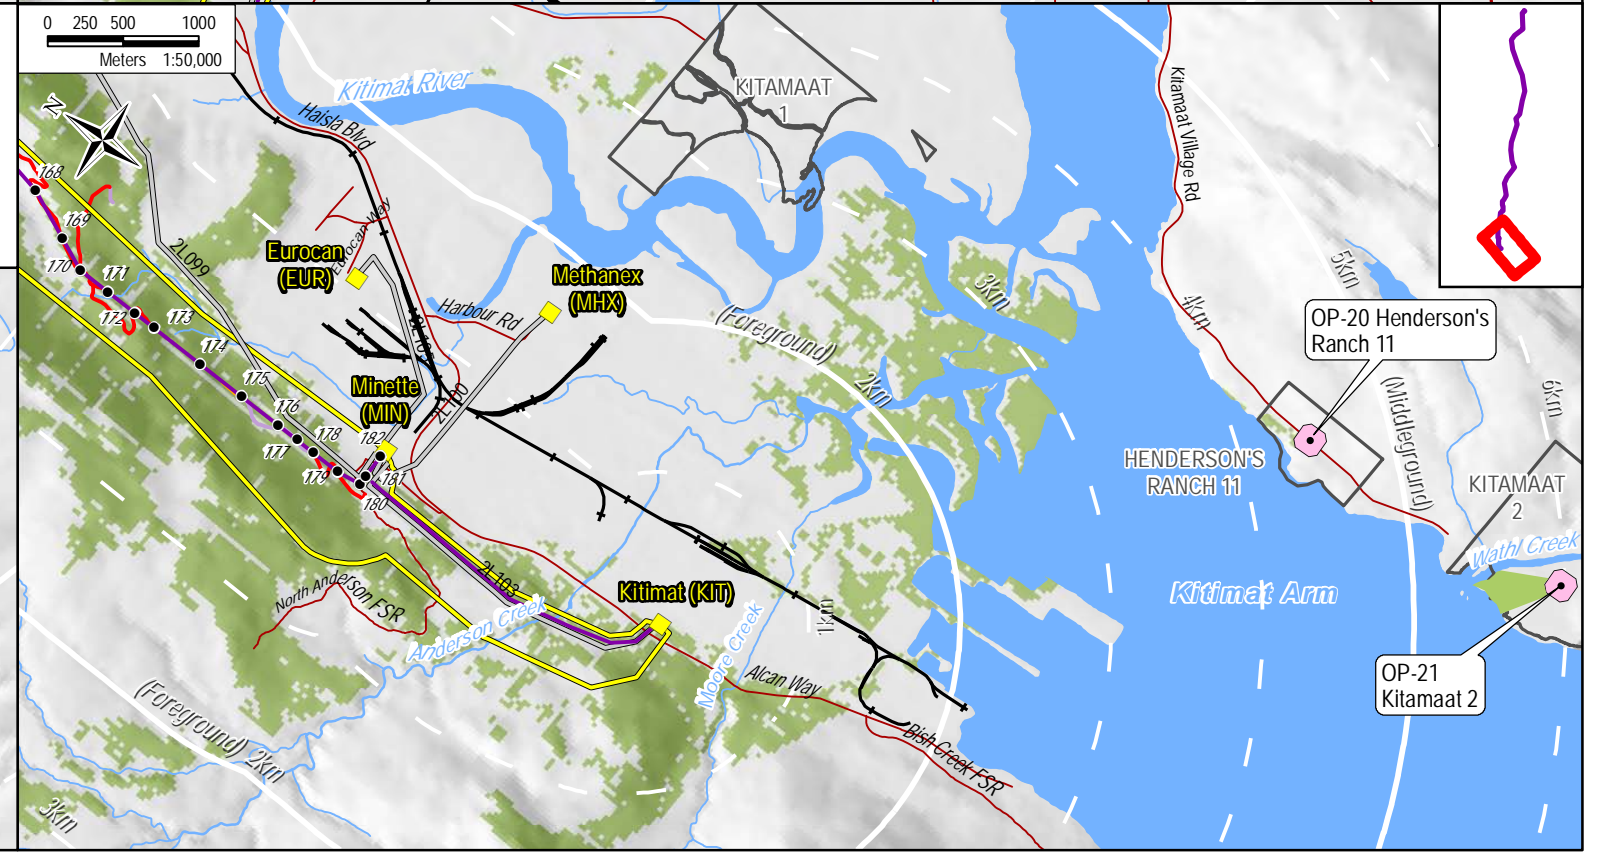 0 250 500 1000
Meters 1:50,000
N
Kitimat River
Haisla Blvd
KITAMAAT
1
Kitamaat Village Rd
168
169
170
171
172
173
174
175
176
177
178
179
180
181
182
2L099
Eurocan
(EUR)
Eurocan Way
Methanex
(MHX)
Harbour Rd
2L105
2L100
Minette
(MIN)
(Foreground)
2km
3km
4km
5km
6km
(Middleground)
OP-20 Henderson's
Ranch 11
HENDERSON'S
RANCH 11
KITAMAAT
2
Wathl Creek
Kitimat Arm
OP-21
Kitamaat 2
2L103
Kitimat (KIT)
North Anderson FSR
Anderson Creek
Moore Creek
1km
Alcan Way
Bish Creek FSR
(Foreground) 2km
3km